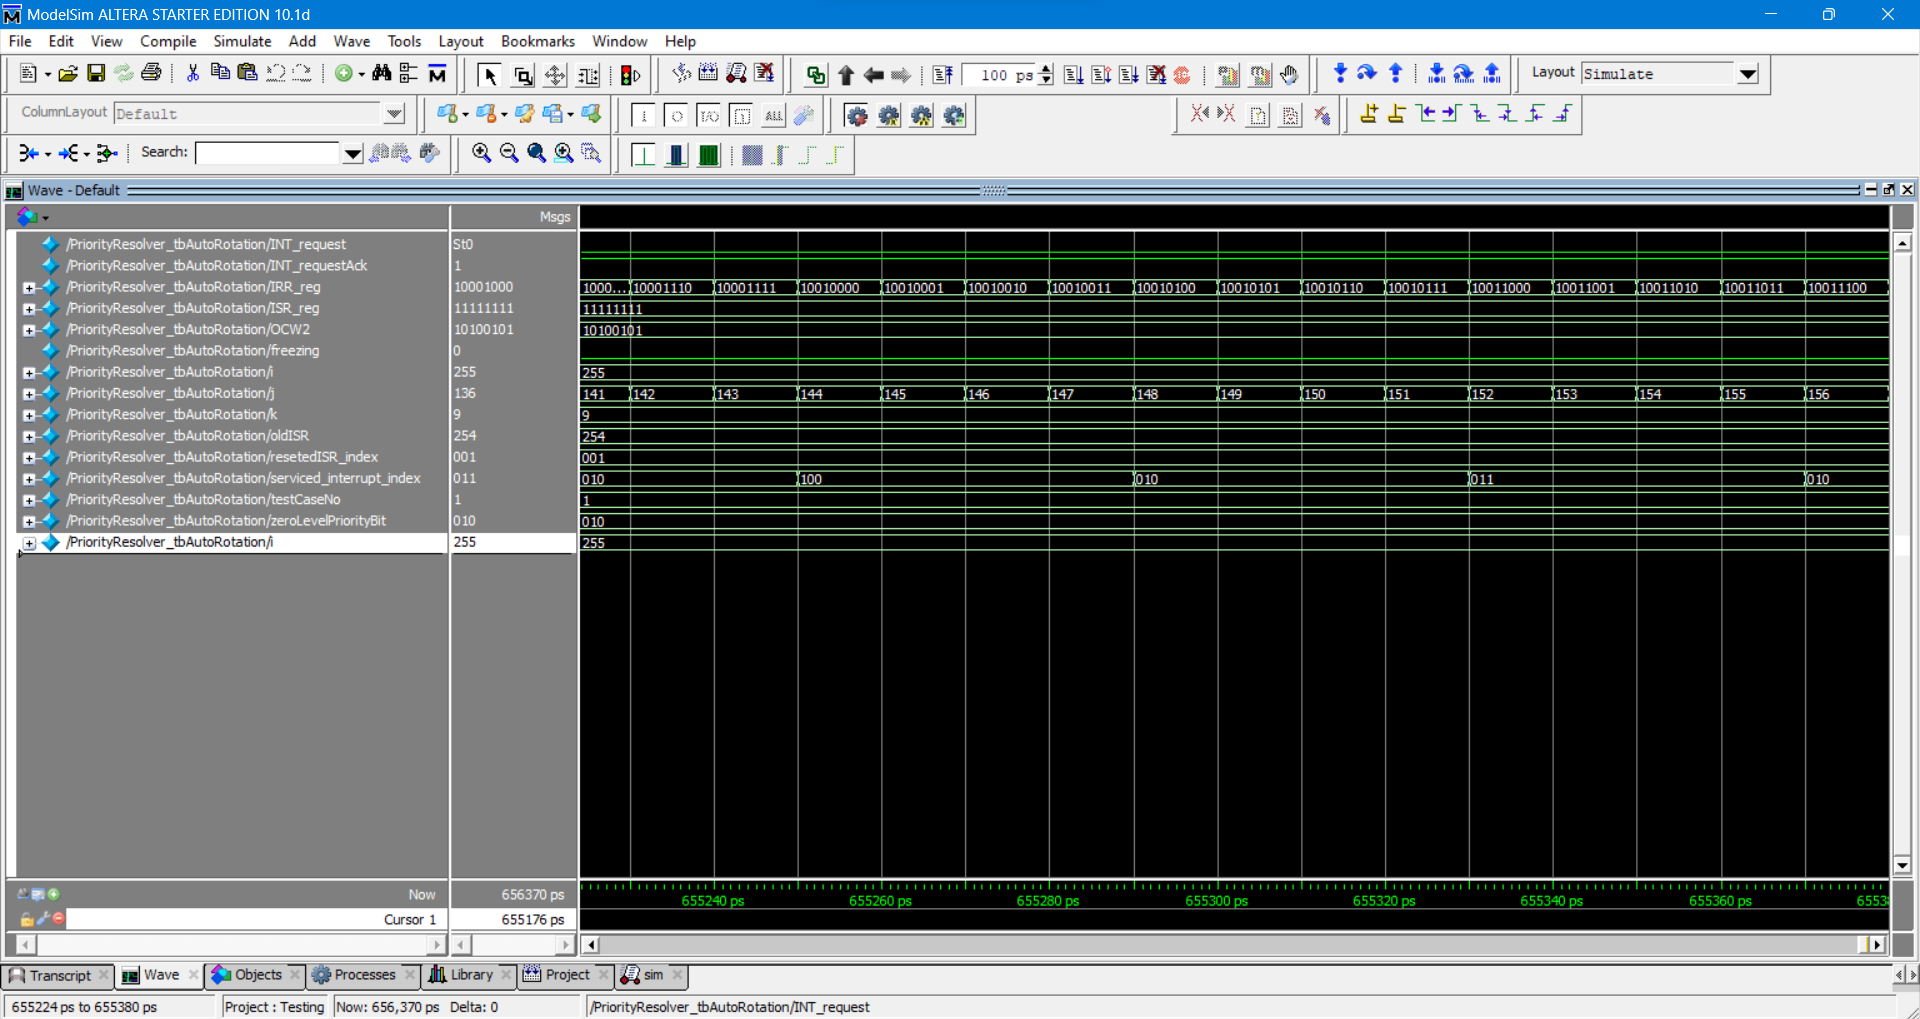 ModelSim ALTERA STARTER EDITION 10.1d
File Edit View Compile Simulate Add Wave Tools Layout Bookmarks Window Help
100 ps
Layout Simulate
ColumnLayout Default
ALL
Search:
Wave - Default
Msgs
/PriorityResolver_tbAutoRotation/INT_request St0
/PriorityResolver_tbAutoRotation/INT_requestAck 1
/PriorityResolver_tbAutoRotation/IRR_reg 10001000 1000... 10001110 10001111 10010000 10010001 10010010 10010011 10010100 10010101 10010110 10010111 10011000 10011001 10011010 10011011 10011100
/PriorityResolver_tbAutoRotation/ISR_reg 11111111 11111111
/PriorityResolver_tbAutoRotation/OCW2 10100101 10100101
/PriorityResolver_tbAutoRotation/freezing 0
/PriorityResolver_tbAutoRotation/i 255 255
/PriorityResolver_tbAutoRotation/j 136 141 142 143 144 145 146 147 148 149 150 151 152 153 154 155 156
/PriorityResolver_tbAutoRotation/k 9 9
/PriorityResolver_tbAutoRotation/oldISR 254 254
/PriorityResolver_tbAutoRotation/resetedISR_index 001 001
/PriorityResolver_tbAutoRotation/serviced_interrupt_index 011 010 100 010 011 010
/PriorityResolver_tbAutoRotation/testCaseNo 1 1
/PriorityResolver_tbAutoRotation/zeroLevelPriorityBit 010 010
/PriorityResolver_tbAutoRotation/i 255 255
Now 656370 ps
655240 ps 655260 ps 655280 ps 655300 ps 655320 ps 655340 ps 655360 ps
Cursor 1 655176 ps
Transcript Wave Objects Processes Library Project sim
655224 ps to 655380 ps Project : Testing Now: 656,370 ps Delta: 0 /PriorityResolver_tbAutoRotation/INT_request